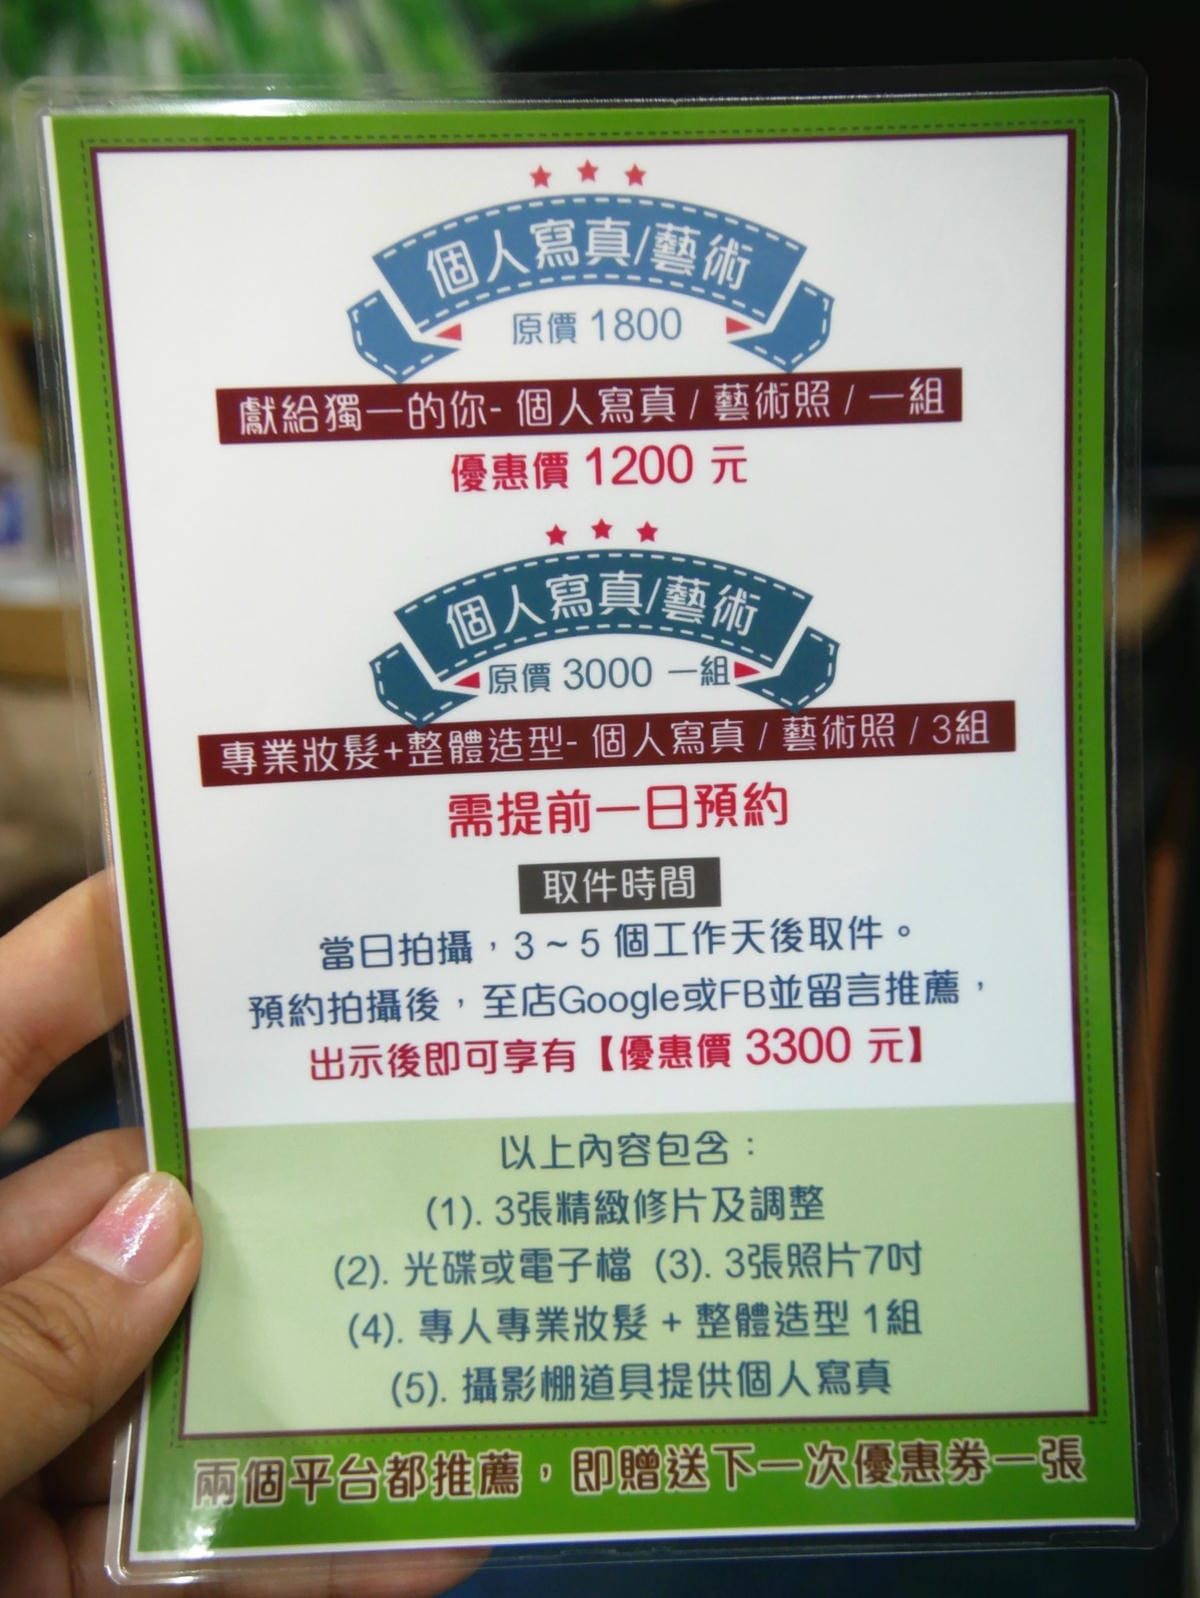 個人寫真/藝術
原價 1800
獻給獨一的你- 個人寫真 / 藝術照 / 一組
優惠價 1200 元
個人寫真/藝術
原價 3000 一組
專業妝髮+整體造型- 個人寫真 / 藝術照 / 3組
需提前一日預約
取件時間
當日拍攝，3 ~ 5 個工作天後取件。
預約拍攝後，至店Google或FB並留言推薦，
出示後即可享有【優惠價 3300 元】
以上內容包含：
(1). 3張精緻修片及調整
(2). 光碟或電子檔 (3). 3張照片7吋
(4). 專人專業妝髮 + 整體造型 1組
(5). 攝影棚道具提供個人寫真
兩個平台都推薦，即贈送下一次優惠券一張